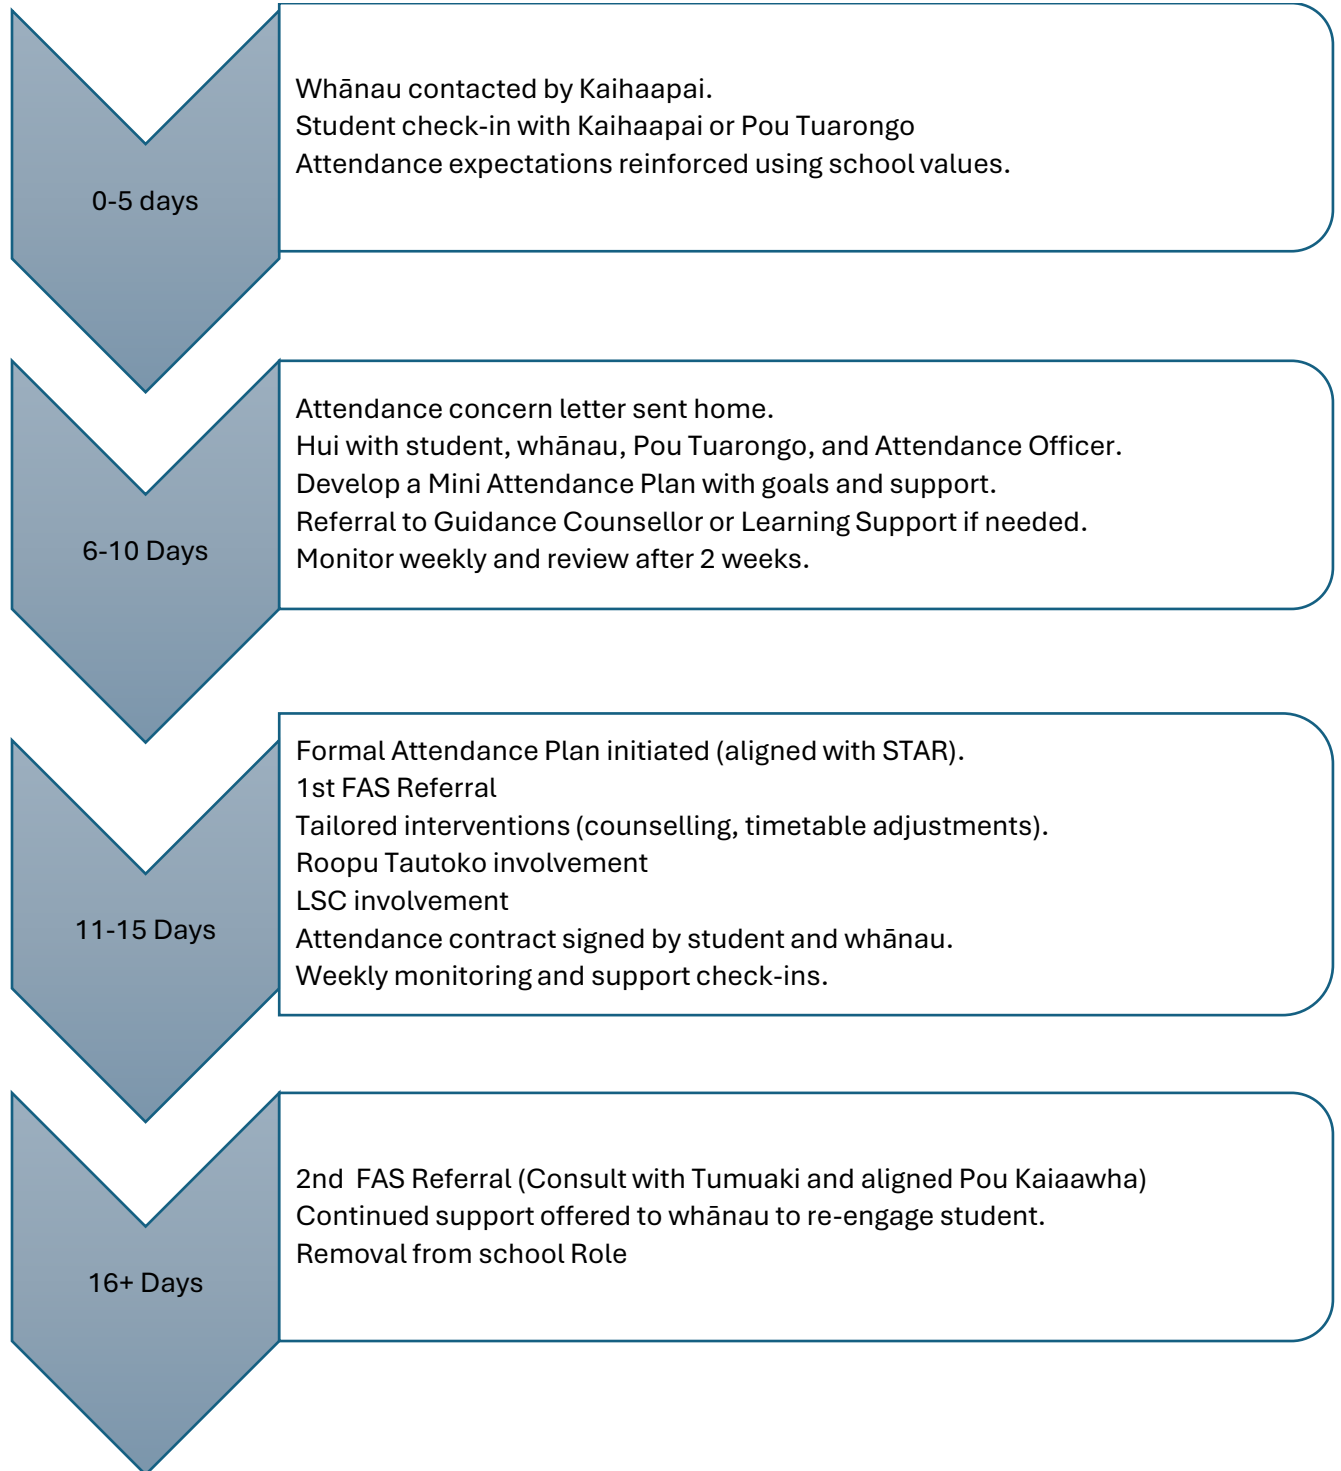 0-5 days
Whānau contacted by Kaihaapai.
Student check-in with Kaihaapai or Pou Tuarongo
Attendance expectations reinforced using school values.
6-10 Days
Attendance concern letter sent home.
Hui with student, whānau, Pou Tuarongo, and Attendance Officer.
Develop a Mini Attendance Plan with goals and support.
Referral to Guidance Counsellor or Learning Support if needed.
Monitor weekly and review after 2 weeks.
11-15 Days
Formal Attendance Plan initiated (aligned with STAR).
1st FAS Referral
Tailored interventions (counselling, timetable adjustments).
Roopu Tautoko involvement
LSC involvement
Attendance contract signed by student and whānau.
Weekly monitoring and support check-ins.
16+ Days
2nd  FAS Referral (Consult with Tumuaki and aligned Pou Kaiaawha)
Continued support offered to whānau to re-engage student.
Removal from school Role